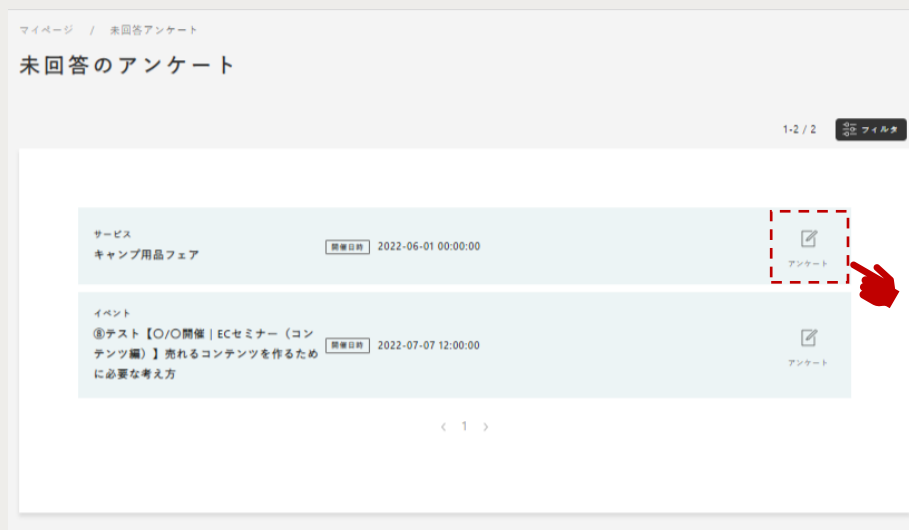 マイページ / 未回答アンケート
未回答のアンケート
1-2 / 2 フィルタ
サービス
キャンプ用品フェア
開催日時 2022-06-01 00:00:00
アンケート
イベント
⑧テスト【〇/〇開催｜ECセミナー（コン
テンツ編）】売れるコンテンツを作るため
に必要な考え方
開催日時 2022-07-07 12:00:00
アンケート
< 1 >